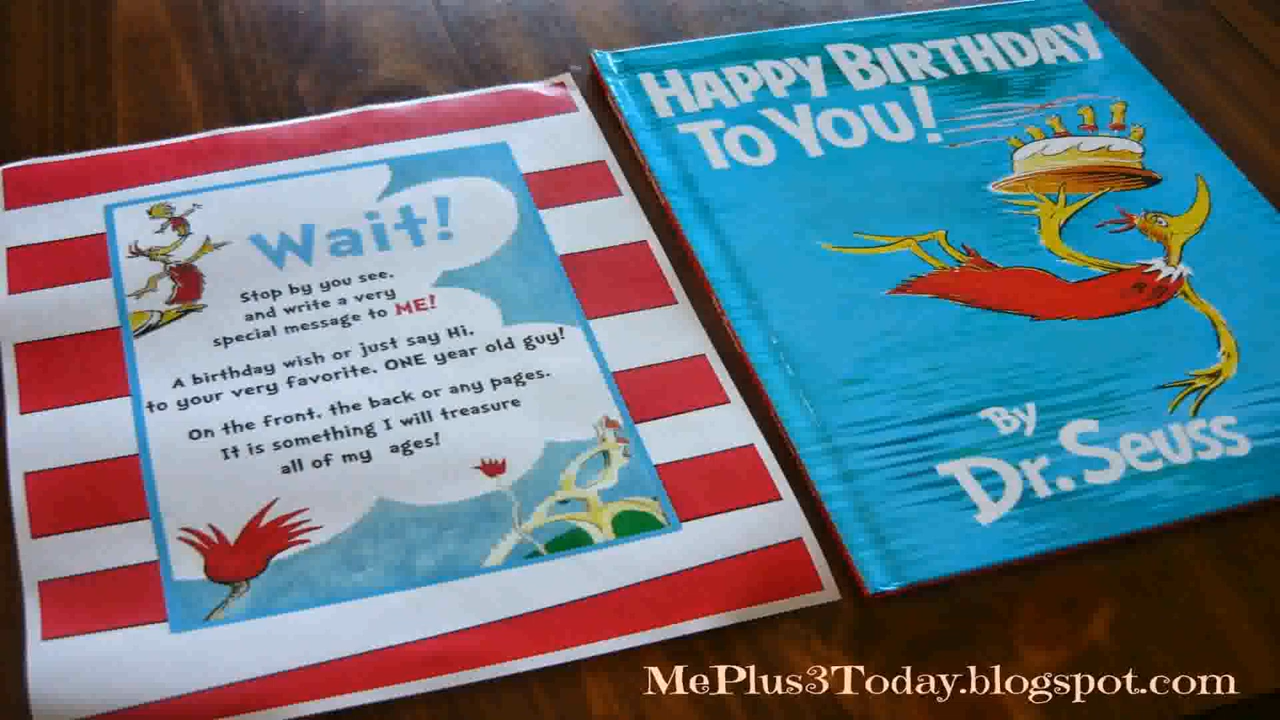 Wait!
Stop by you see.
and write a very
special message to ME!
A birthday wish or just say Hi.
to your very favorite. ONE year old guy!
On the front. the back or any pages.
It is something I will treasure
all of my ages!
HAPPY BIRTHDAY
TO YOU!
By
Dr. Seuss
MePlus3Today.blogspot.com